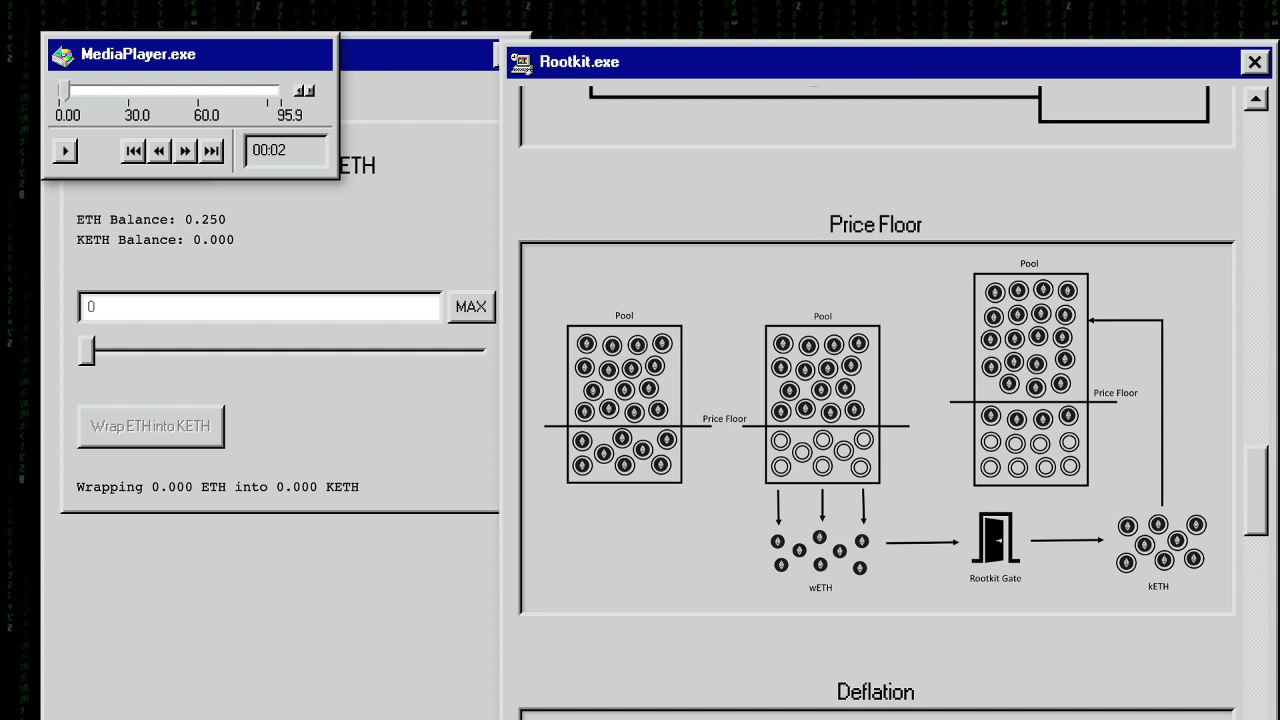 MediaPlayer.exe
0.00 30.0 60.0 95.9
00:02
ETH
ETH Balance: 0.250
KETH Balance: 0.000
0
MAX
Wrap ETH into KETH
Wrapping 0.000 ETH into 0.000 KETH
Rootkit.exe
Price Floor
Pool
Pool
Pool
Price Floor
Price Floor
wETH
Rootkit Gate
kETH
Deflation